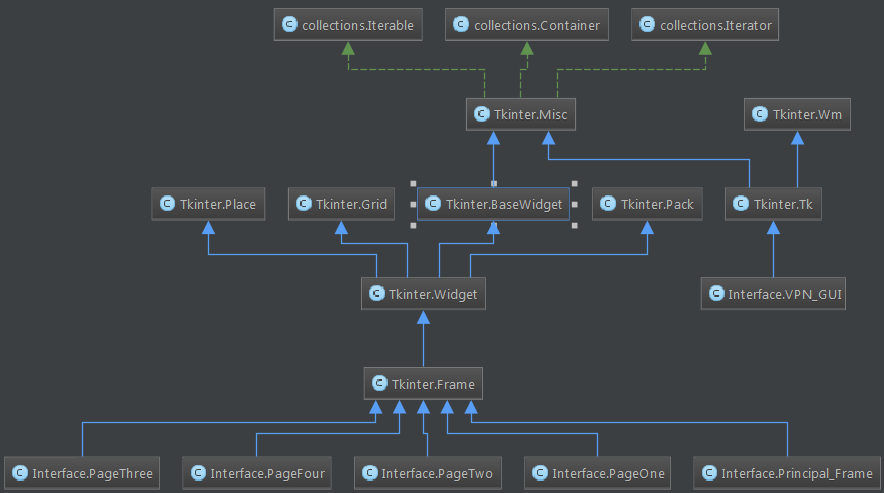 collections.Iterable
collections.Container
collections.Iterator
Tkinter.Misc
Tkinter.Wm
Tkinter.Place
Tkinter.Grid
Tkinter.BaseWidget
Tkinter.Pack
Tkinter.Tk
Tkinter.Widget
Interface.VPN_GUI
Tkinter.Frame
Interface.PageThree
Interface.PageFour
Interface.PageTwo
Interface.PageOne
Interface.Principal_Frame